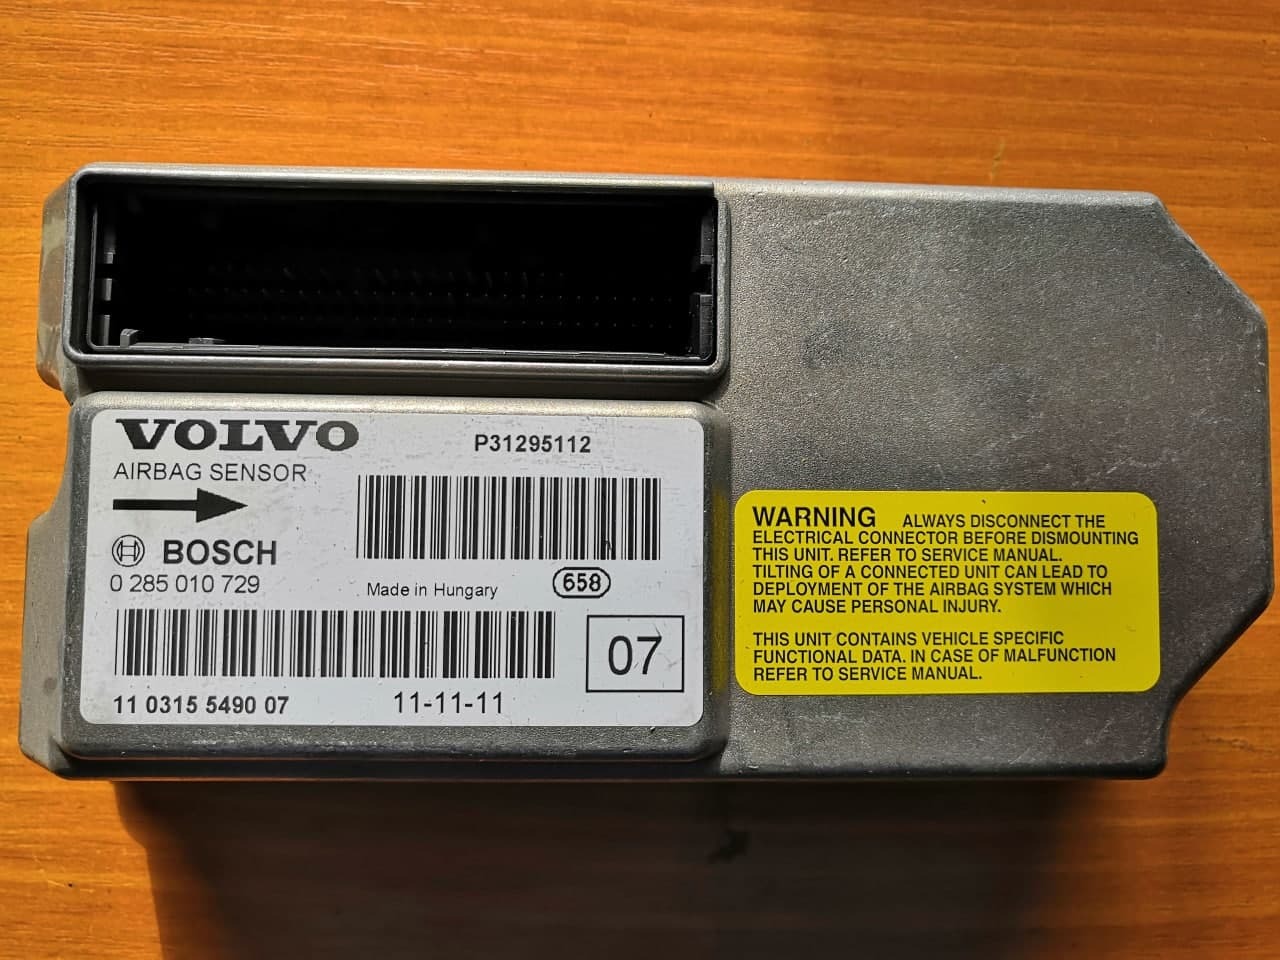 VOLVO
P31295112
AIRBAG SENSOR
BOSCH
0 285 010 729
Made in Hungary
658
07
11 0315 5490 07
11-11-11
WARNING ALWAYS DISCONNECT THE
ELECTRICAL CONNECTOR BEFORE DISMOUNTING
THIS UNIT. REFER TO SERVICE MANUAL.
TILTING OF A CONNECTED UNIT CAN LEAD TO
DEPLOYMENT OF THE AIRBAG SYSTEM WHICH
MAY CAUSE PERSONAL INJURY.
THIS UNIT CONTAINS VEHICLE SPECIFIC
FUNCTIONAL DATA. IN CASE OF MALFUNCTION
REFER TO SERVICE MANUAL.